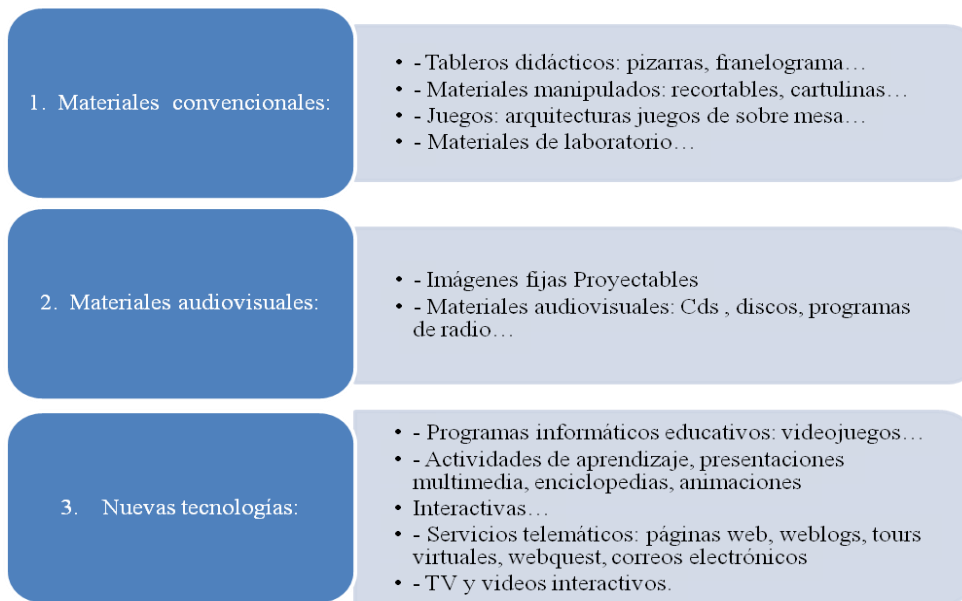 1. Materiales convencionales:
• - Tableros didácticos: pizarras, franelograma…
• - Materiales manipulados: recortables, cartulinas…
• - Juegos: arquitecturas juegos de sobre mesa…
• - Materiales de laboratorio…
2. Materiales audiovisuales:
• - Imágenes fijas Proyectables
• - Materiales audiovisuales: Cds , discos, programas
de radio…
3. Nuevas tecnologías:
• - Programas informáticos educativos: videojuegos…
• - Actividades de aprendizaje, presentaciones
multimedia, enciclopedias, animaciones
• Interactivas…
• - Servicios telemáticos: páginas web, weblogs, tours
virtuales, webquest, correos electrónicos
• - TV y videos interactivos.